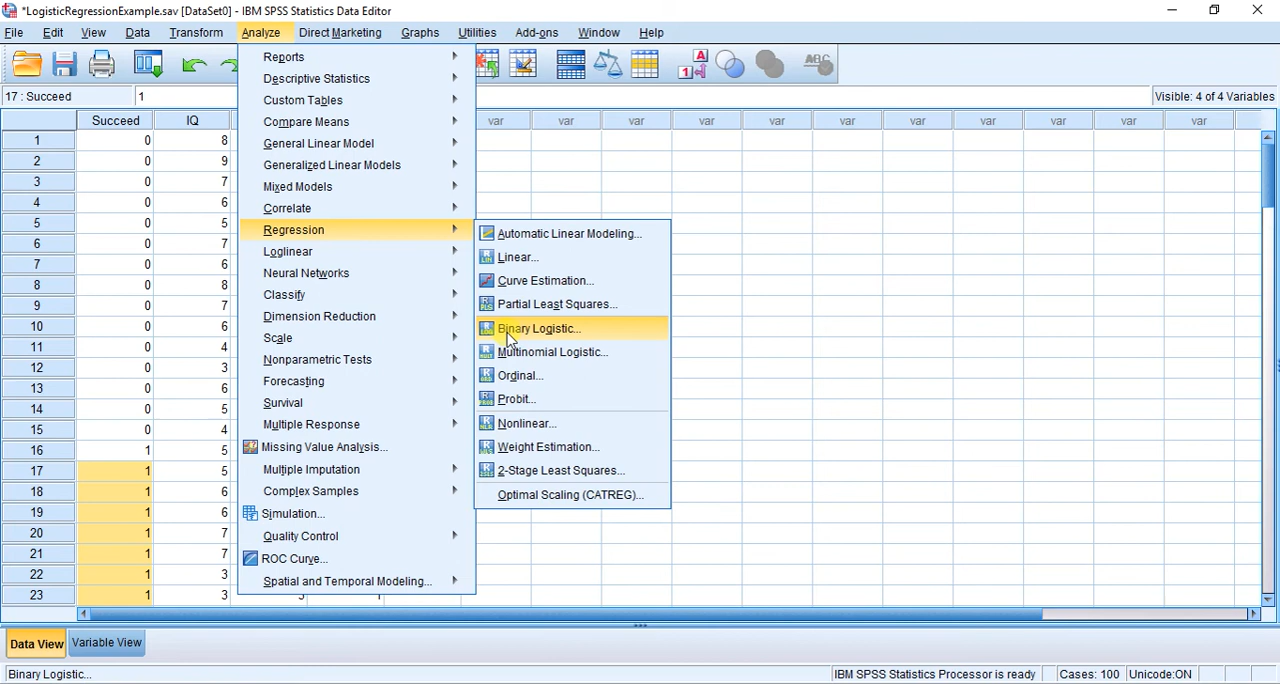 *LogisticRegressionExample.sav [DataSet0] - IBM SPSS Statistics Data Editor
File Edit View Data Transform Analyze Direct Marketing Graphs Utilities Add-ons Window Help
17 : Succeed 1 Visible: 4 of 4 Variables
Succeed IQ var var var var var var var var var var var
1 0 8
2 0 9
3 0 7
4 0 6
5 0 5
6 0 7
7 0 6
8 0 8
9 0 7
10 0 6
11 0 4
12 0 3
13 0 6
14 0 5
15 0 4
16 1 5
17 1 5
18 1 6
19 1 6
20 1 7
21 1 7
22 1 3
23 1 3
Reports
Descriptive Statistics
Custom Tables
Compare Means
General Linear Model
Generalized Linear Models
Mixed Models
Correlate
Regression
Loglinear
Neural Networks
Classify
Dimension Reduction
Scale
Nonparametric Tests
Forecasting
Survival
Multiple Response
Missing Value Analysis...
Multiple Imputation
Complex Samples
Simulation...
Quality Control
ROC Curve...
Spatial and Temporal Modeling...
Automatic Linear Modeling...
Linear...
Curve Estimation...
Partial Least Squares...
Binary Logistic...
Multinomial Logistic...
Ordinal...
Probit...
Nonlinear...
Weight Estimation...
2-Stage Least Squares...
Optimal Scaling (CATREG)...
Data View Variable View
Binary Logistic... IBM SPSS Statistics Processor is ready Cases: 100 Unicode:ON